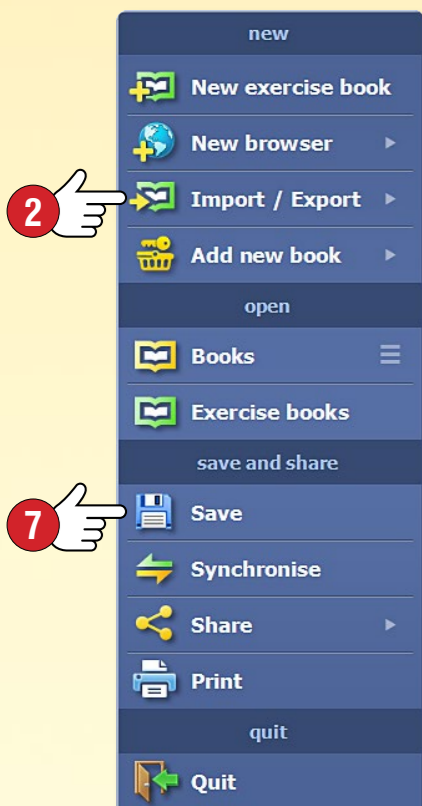 new
New exercise book
New browser
2
Import / Export
Add new book
open
Books
Exercise books
save and share
7
Save
Synchronise
Share
Print
quit
Quit